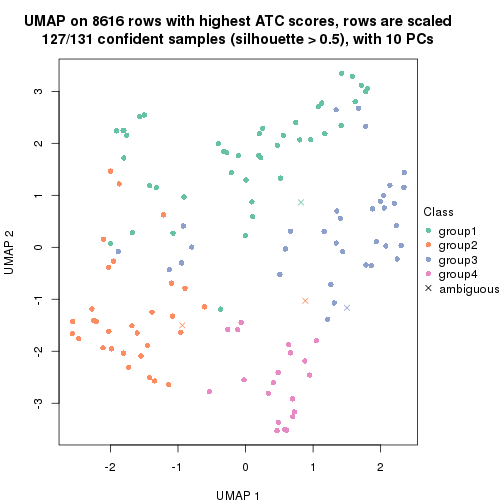 UMAP on 8616 rows with highest ATC scores, rows are scaled
127/131 confident samples (silhouette > 0.5), with 10 PCs
3
2
1
0
-1
-2
-3
UMAP 2
-2
-1
0
1
2
UMAP 1
Class
group1
group2
group3
group4
ambiguous